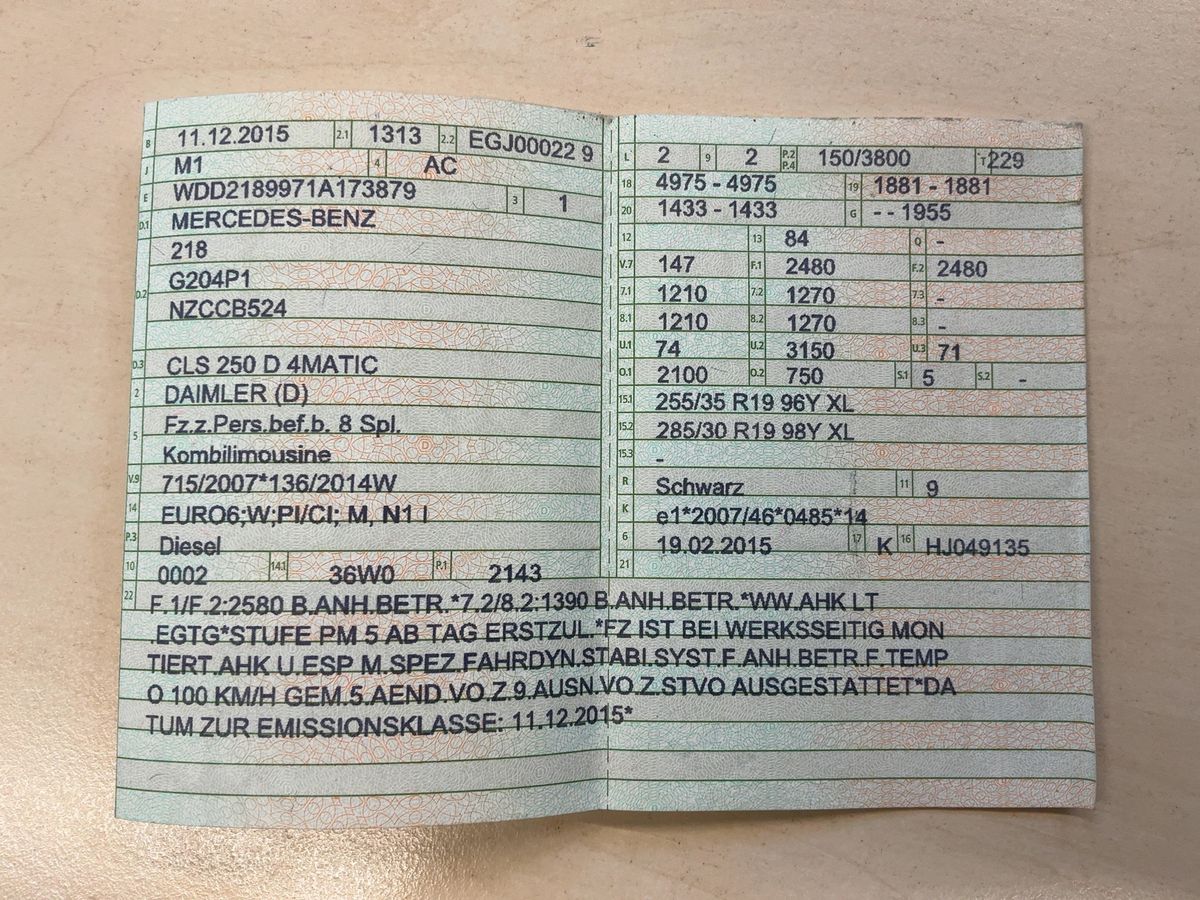 B 11.12.2015 2.1 1313 2.2 EGJ00022 9
J M1 4 AC
E WDD2189971A173879 3 1
D.1 MERCEDES-BENZ
218
D.2 G204P1
NZCCB524
D.3 CLS 250 D 4MATIC
2 DAIMLER (D)
5 Fz.z.Pers.bef.b. 8 Spl.
Kombilimousine
V.9 715/2007*136/2014W
14 EURO6;W;PI/CI; M, N1 I
P.3 Diesel
10 0002 14.1 36W0 P.1 2143
L 2 9 2 P.2 P.4 150/3800 T 229
18 4975 - 4975 19 1881 - 1881
20 1433 - 1433 G - - 1955
12 13 84 Q -
V.7 147 F.1 2480 F.2 2480
7.1 1210 7.2 1270 7.3 -
8.1 1210 8.2 1270 8.3 -
U.1 74 U.2 3150 U.3 71
O.1 2100 O.2 750 S.1 5 S.2 -
15.1 255/35 R19 96Y XL
15.2 285/30 R19 98Y XL
15.3 -
R Schwarz 11 9
K e1*2007/46*0485*14
6 19.02.2015 17 K 16 HJ049135
21
22 F.1/F.2:2580 B.ANH.BETR.*7.2/8.2:1390 B.ANH.BETR.*WW.AHK LT
.EGTG*STUFE PM 5 AB TAG ERSTZUL.*FZ IST BEI WERKSSEITIG MON
TIERT.AHK U.ESP M.SPEZ.FAHRDYN.STABI.SYST.F.ANH.BETR.F.TEMP
O 100 KM/H GEM.5.AEND.VO.Z.9.AUSN.VO.Z.STVO AUSGESTATTET*DA
TUM ZUR EMISSIONSKLASSE: 11.12.2015*